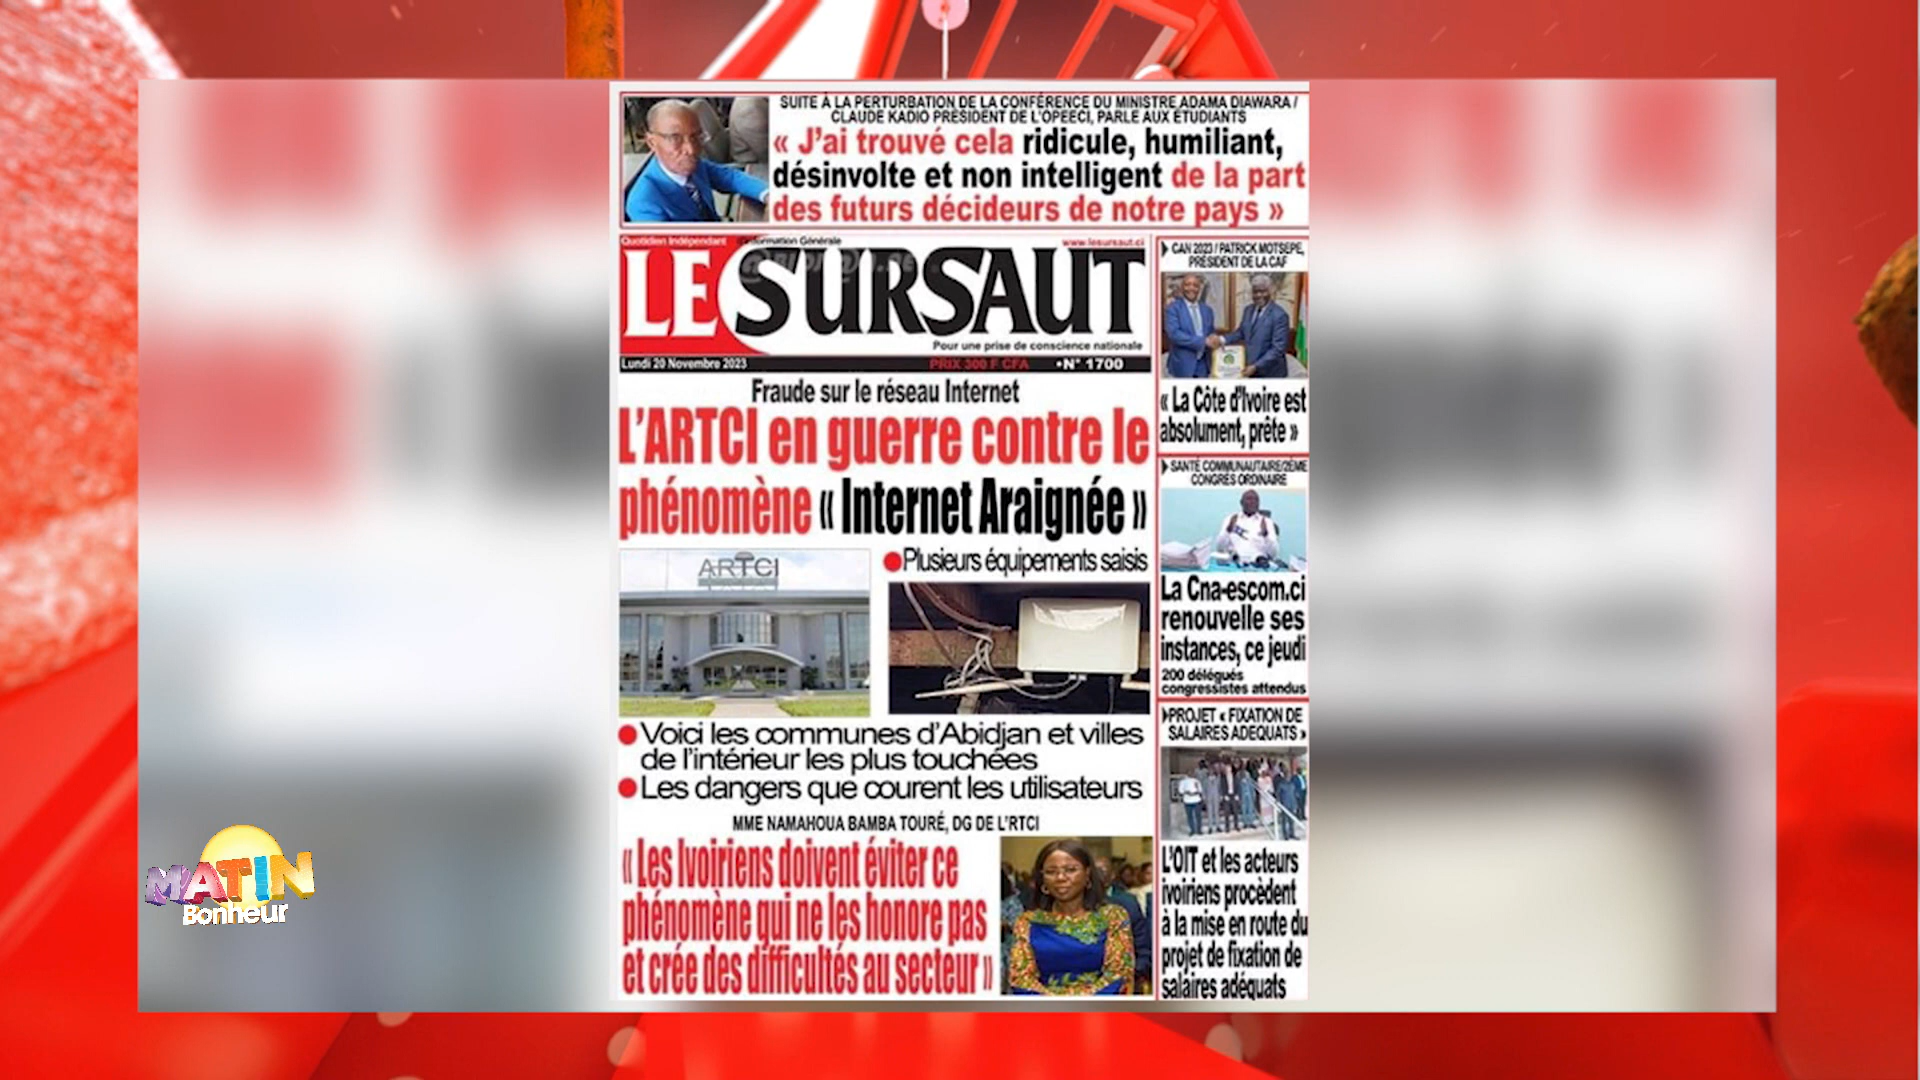 SUITE À LA PERTURBATION DE LA CONFÉRENCE DU MINISTRE ADAMA DIAWARA /
CLAUDE KADIO PRÉSIDENT DE L'OPEECI, PARLE AUX ÉTUDIANTS
« J'ai trouvé cela ridicule, humiliant,
désinvolte et non intelligent de la part
des futurs décideurs de notre pays »
Quotidien Indépendant d'Information Générale
www.lesursaut.ci
LE SURSAUT
Pour une prise de conscience nationale
Lundi 20 Novembre 2023 PRIX 300 F CFA •N° 1700
Fraude sur le réseau Internet
L'ARTCI en guerre contre le
phénomène « Internet Araignée »
ARTCI
Plusieurs équipements saisis
Voici les communes d'Abidjan et villes
de l'intérieur les plus touchées
Les dangers que courent les utilisateurs
MME NAMAHOUA BAMBA TOURÉ, DG DE L'RTCI
« Les Ivoiriens doivent éviter ce
phénomène qui ne les honore pas
et crée des difficultés au secteur »
CAN 2023 / PATRICK MOTSEPE,
PRÉSIDENT DE LA CAF
« La Côte d'Ivoire est
absolument, prête »
SANTÉ COMMUNAUTAIRE/2ÈME
CONGRÈS ORDINAIRE
La Cna-escom.ci
renouvelle ses
instances, ce jeudi
200 délégués
congressistes attendus
PROJET « FIXATION DE
SALAIRES ADEQUATS »
L'OIT et les acteurs
ivoiriens procèdent
à la mise en route du
projet de fixation de
salaires adéquats
MATIN
Bonheur